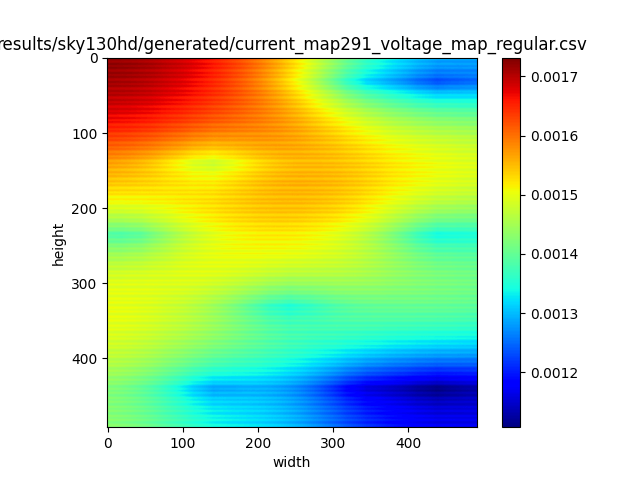 results/sky130hd/generated/current_map291_voltage_map_regular.csv
0
100
200
300
400
height
0 100 200 300 400
width
0.0017
0.0016
0.0015
0.0014
0.0013
0.0012